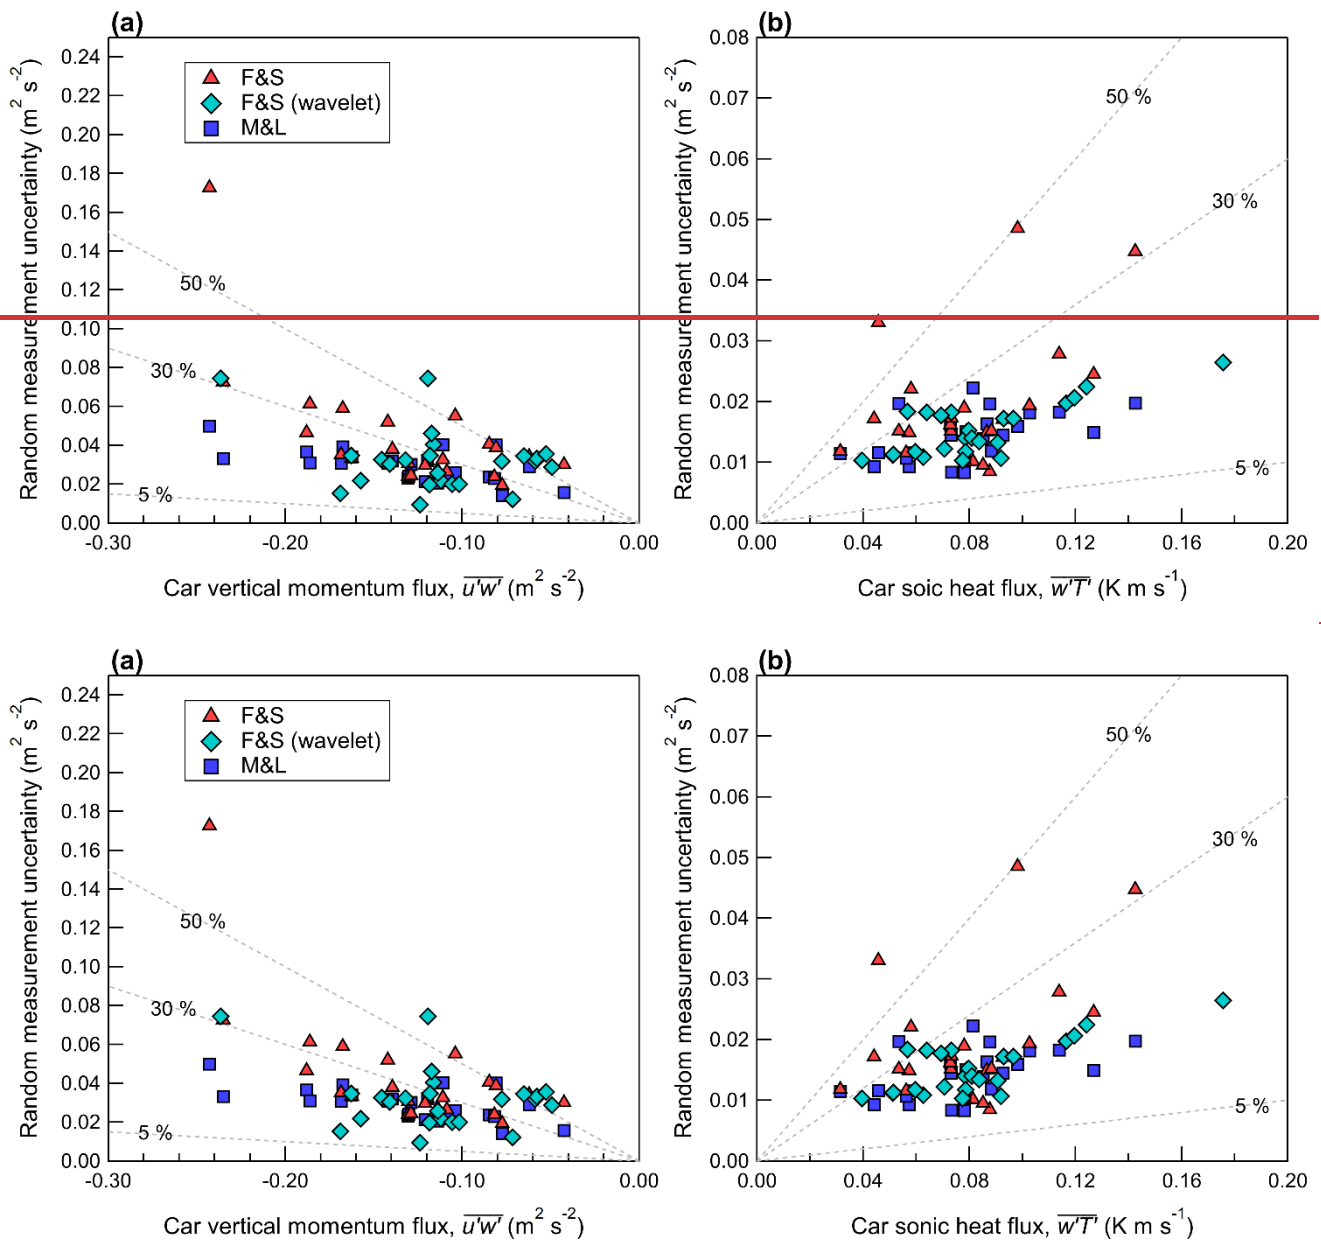 (a)
Random measurement uncertainty (m² s⁻²)
0.24
0.22
0.20
0.18
0.16
0.14
0.12
0.10
0.08
0.06
0.04
0.02
0.00
F&S
F&S (wavelet)
M&L
50 %
30 %
5 %
-0.30 -0.20 -0.10 0.00
Car vertical momentum flux, u'w' (m² s⁻²)
(b)
Random measurement uncertainty (m² s⁻²)
0.08
0.07
0.06
0.05
0.04
0.03
0.02
0.01
0.00
50 %
30 %
5 %
0.00 0.04 0.08 0.12 0.16 0.20
Car soic heat flux, w'T' (K m s⁻¹)
(a)
Random measurement uncertainty (m² s⁻²)
0.24
0.22
0.20
0.18
0.16
0.14
0.12
0.10
0.08
0.06
0.04
0.02
0.00
F&S
F&S (wavelet)
M&L
50 %
30 %
5 %
-0.30 -0.20 -0.10 0.00
Car vertical momentum flux, u'w' (m² s⁻²)
(b)
Random measurement uncertainty (m² s⁻²)
0.08
0.07
0.06
0.05
0.04
0.03
0.02
0.01
0.00
50 %
30 %
5 %
0.00 0.04 0.08 0.12 0.16 0.20
Car sonic heat flux, w'T' (K m s⁻¹)